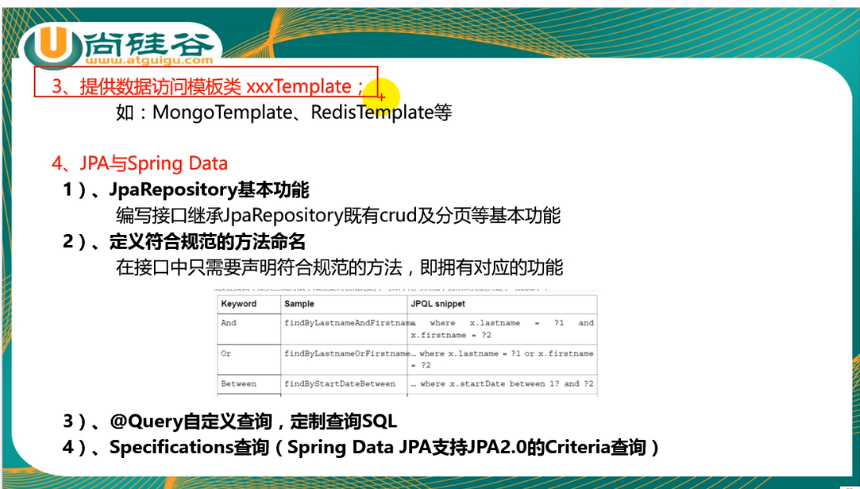 尚硅谷
www.atguigu.com
3、提供数据访问模板类 xxxTemplate；
如：MongoTemplate、RedisTemplate等
4、JPA与Spring Data
1）、JpaRepository基本功能
编写接口继承JpaRepository既有crud及分页等基本功能
2）、定义符合规范的方法命名
在接口中只需要声明符合规范的方法，即拥有对应的功能
Keyword Sample JPQL snippet
And findByLastnameAndFirstname … where x.lastname = ?1 and
x.firstname = ?2
Or findByLastnameOrFirstname … where x.lastname = ?1 or x.firstname
= ?2
Between findByStartDateBetween … where x.startDate between 1? and ?2
3）、@Query自定义查询，定制查询SQL
4）、Specifications查询（Spring Data JPA支持JPA2.0的Criteria查询）